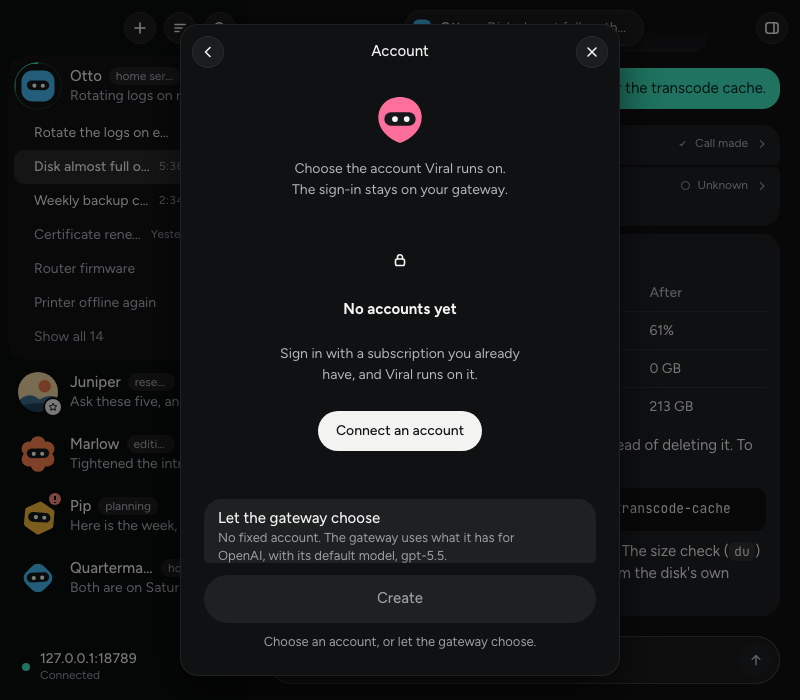 Account
Otto home ser...
Rotating logs on
Rotate the logs on e...
Disk almost full o... 5:36
Weekly backup c... 2:34
Certificate rene... Yeste
Router firmware
Printer offline again
Show all 14
Juniper rese...
Ask these five, an
Marlow editi...
Tightened the int
Pip planning
Here is the week,
Quarterma...
Both are on Satur
127.0.0.1:18789
Connected
Choose the account Viral runs on.
The sign-in stays on your gateway.
No accounts yet
Sign in with a subscription you already
have, and Viral runs on it.
Connect an account
Let the gateway choose
No fixed account. The gateway uses what it has for
OpenAI, with its default model, gpt-5.5.
Create
Choose an account, or let the gateway choose.
the transcode cache.
Call made
Unknown
After
61%
0 GB
213 GB
ead of deleting it. To
transcode-cache
The size check ( du )
m the disk's own